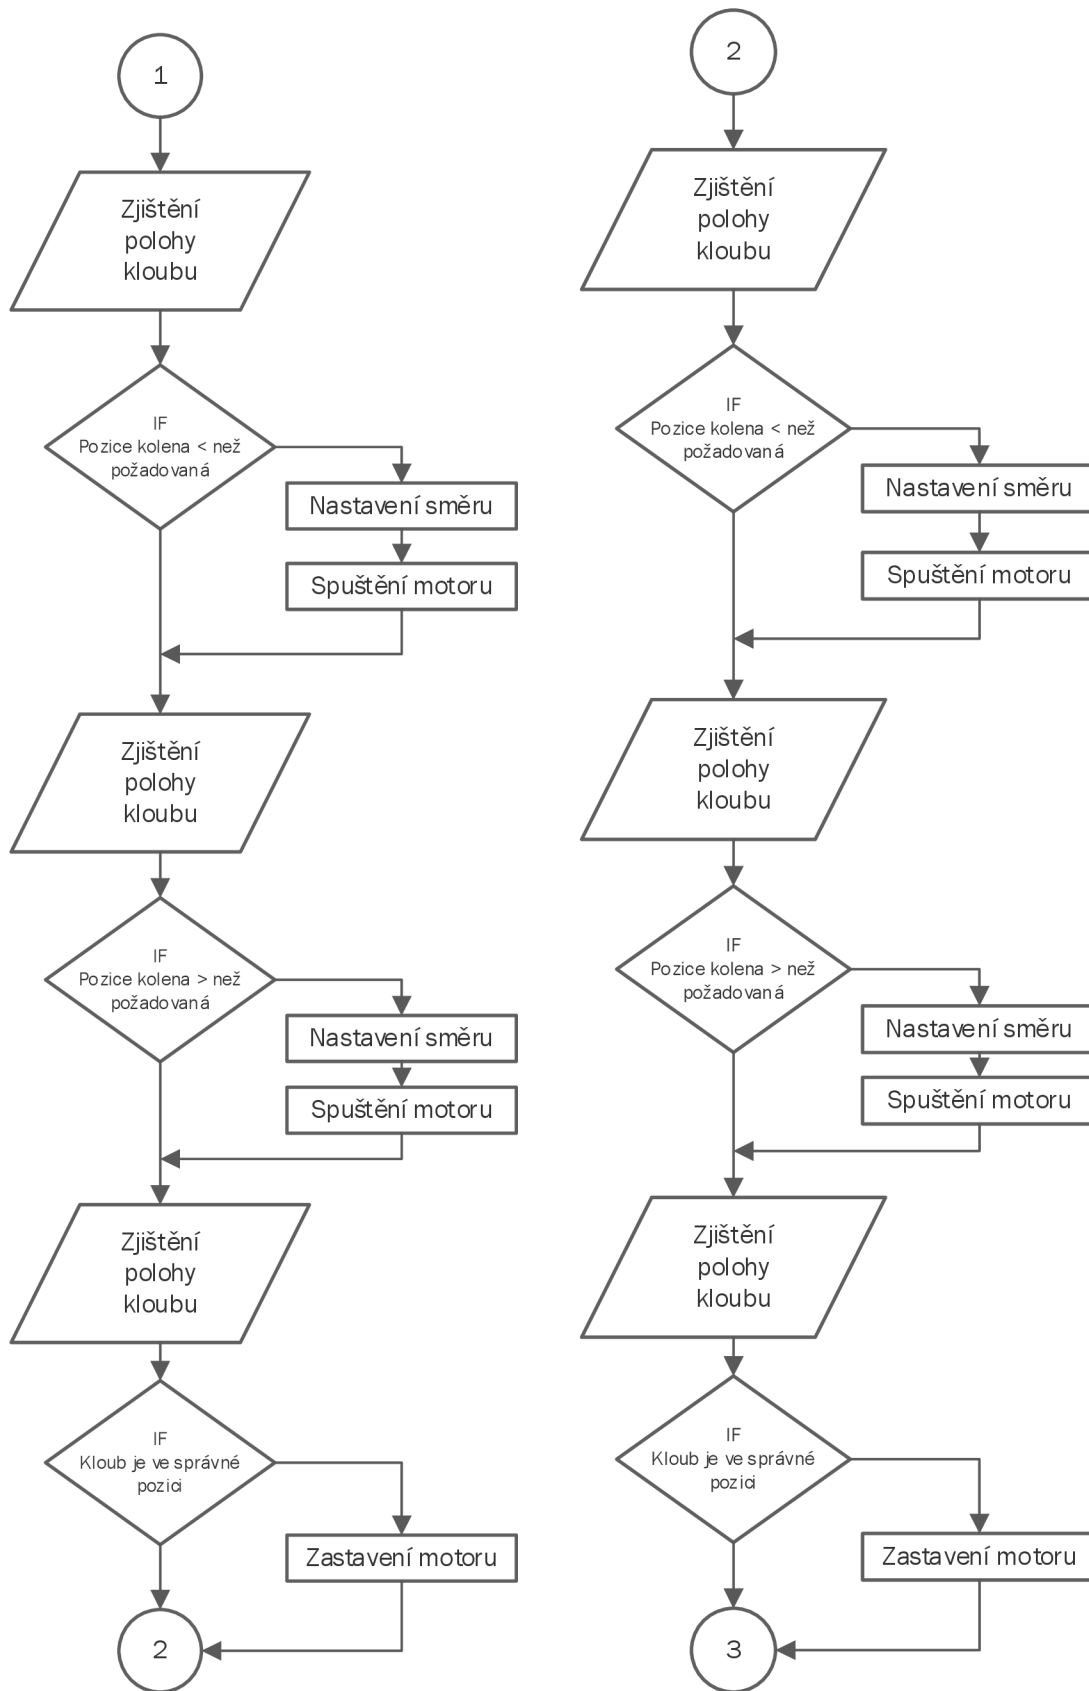 1
Zjištění
polohy
kloubu
IF
Pozice kolena < než
požadovaná
Nastavení směru
Spuštění motoru
Zjištění
polohy
kloubu
IF
Pozice kolena > než
požadovaná
Nastavení směru
Spuštění motoru
Zjištění
polohy
kloubu
IF
Kloub je ve správné
pozici
Zastavení motoru
2
2
Zjištění
polohy
kloubu
IF
Pozice kolena < než
požadovaná
Nastavení směru
Spuštění motoru
Zjištění
polohy
kloubu
IF
Pozice kolena > než
požadovaná
Nastavení směru
Spuštění motoru
Zjištění
polohy
kloubu
IF
Kloub je ve správné
pozici
Zastavení motoru
3